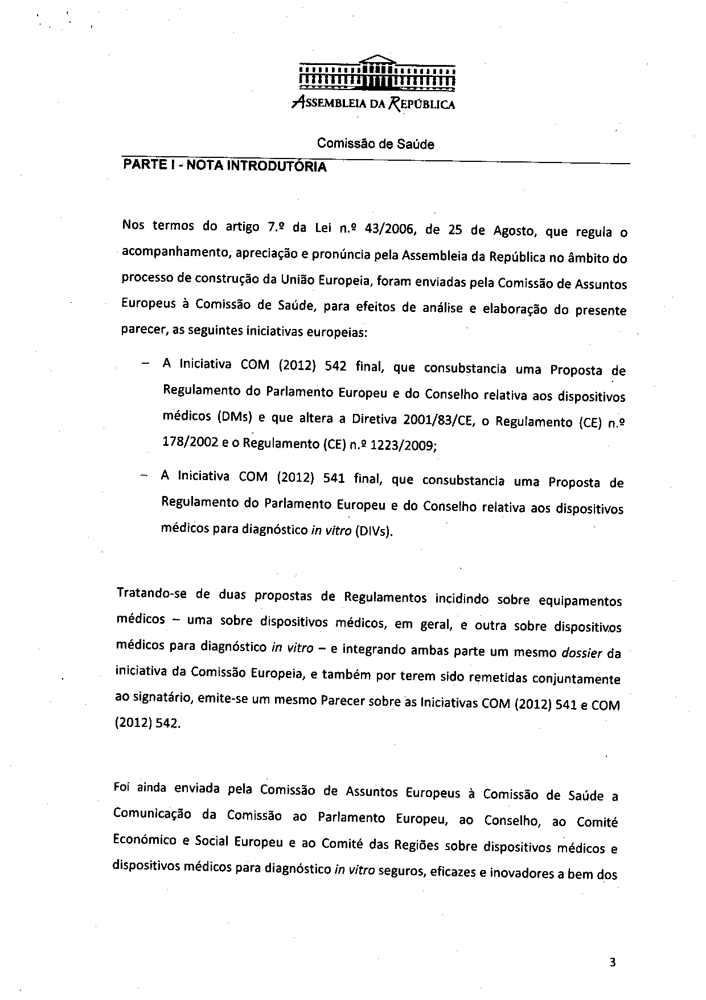 ASSEMBLEIA DA REPÚBLICA
Comissão de Saúde
PARTE I - NOTA INTRODUTÓRIA
Nos termos do artigo 7.º da Lei n.º 43/2006, de 25 de Agosto, que regula o
acompanhamento, apreciação e pronúncia pela Assembleia da República no âmbito do
processo de construção da União Europeia, foram enviadas pela Comissão de Assuntos
Europeus à Comissão de Saúde, para efeitos de análise e elaboração do presente
parecer, as seguintes iniciativas europeias:
– A Iniciativa COM (2012) 542 final, que consubstancia uma Proposta de
Regulamento do Parlamento Europeu e do Conselho relativa aos dispositivos
médicos (DMs) e que altera a Diretiva 2001/83/CE, o Regulamento (CE) n.º
178/2002 e o Regulamento (CE) n.º 1223/2009;
– A Iniciativa COM (2012) 541 final, que consubstancia uma Proposta de
Regulamento do Parlamento Europeu e do Conselho relativa aos dispositivos
médicos para diagnóstico in vitro (DIVs).
Tratando-se de duas propostas de Regulamentos incidindo sobre equipamentos
médicos – uma sobre dispositivos médicos, em geral, e outra sobre dispositivos
médicos para diagnóstico in vitro – e integrando ambas parte um mesmo dossier da
iniciativa da Comissão Europeia, e também por terem sido remetidas conjuntamente
ao signatário, emite-se um mesmo Parecer sobre as Iniciativas COM (2012) 541 e COM
(2012) 542.
Foi ainda enviada pela Comissão de Assuntos Europeus à Comissão de Saúde a
Comunicação da Comissão ao Parlamento Europeu, ao Conselho, ao Comité
Económico e Social Europeu e ao Comité das Regiões sobre dispositivos médicos e
dispositivos médicos para diagnóstico in vitro seguros, eficazes e inovadores a bem dos
3